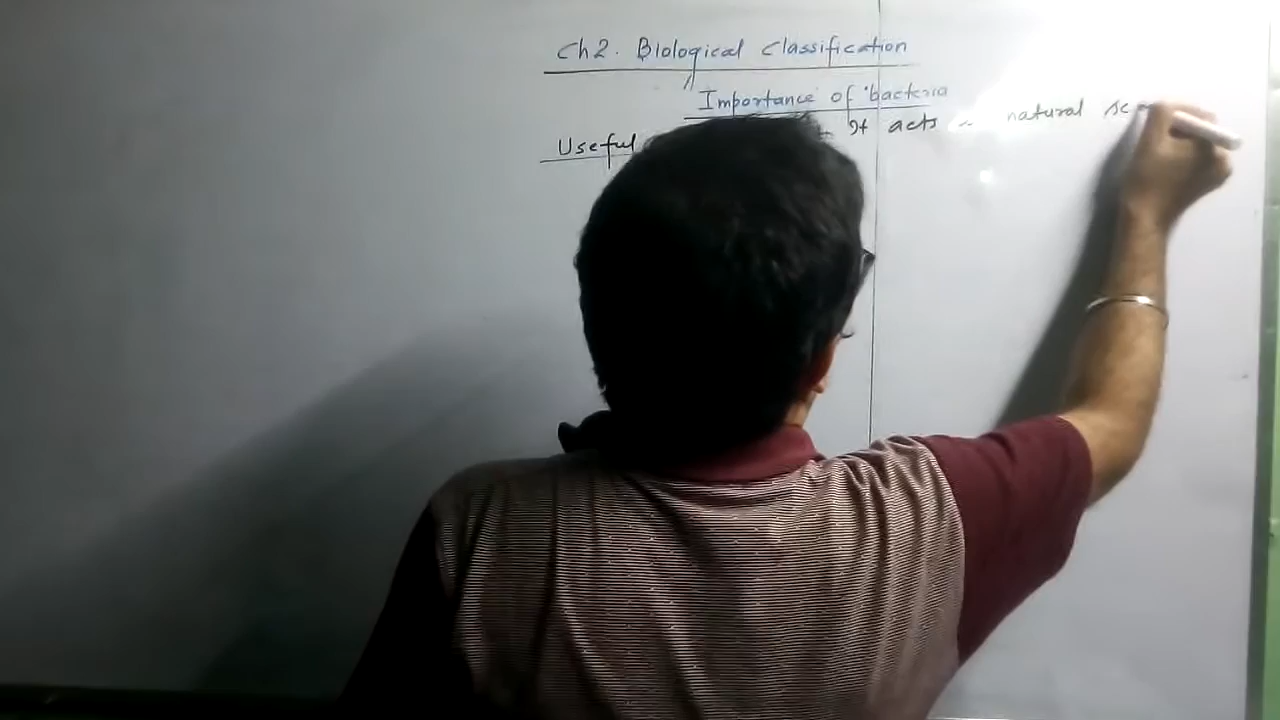 Ch2. Biological Classification
Importance of bacteria
Useful
It acts natural